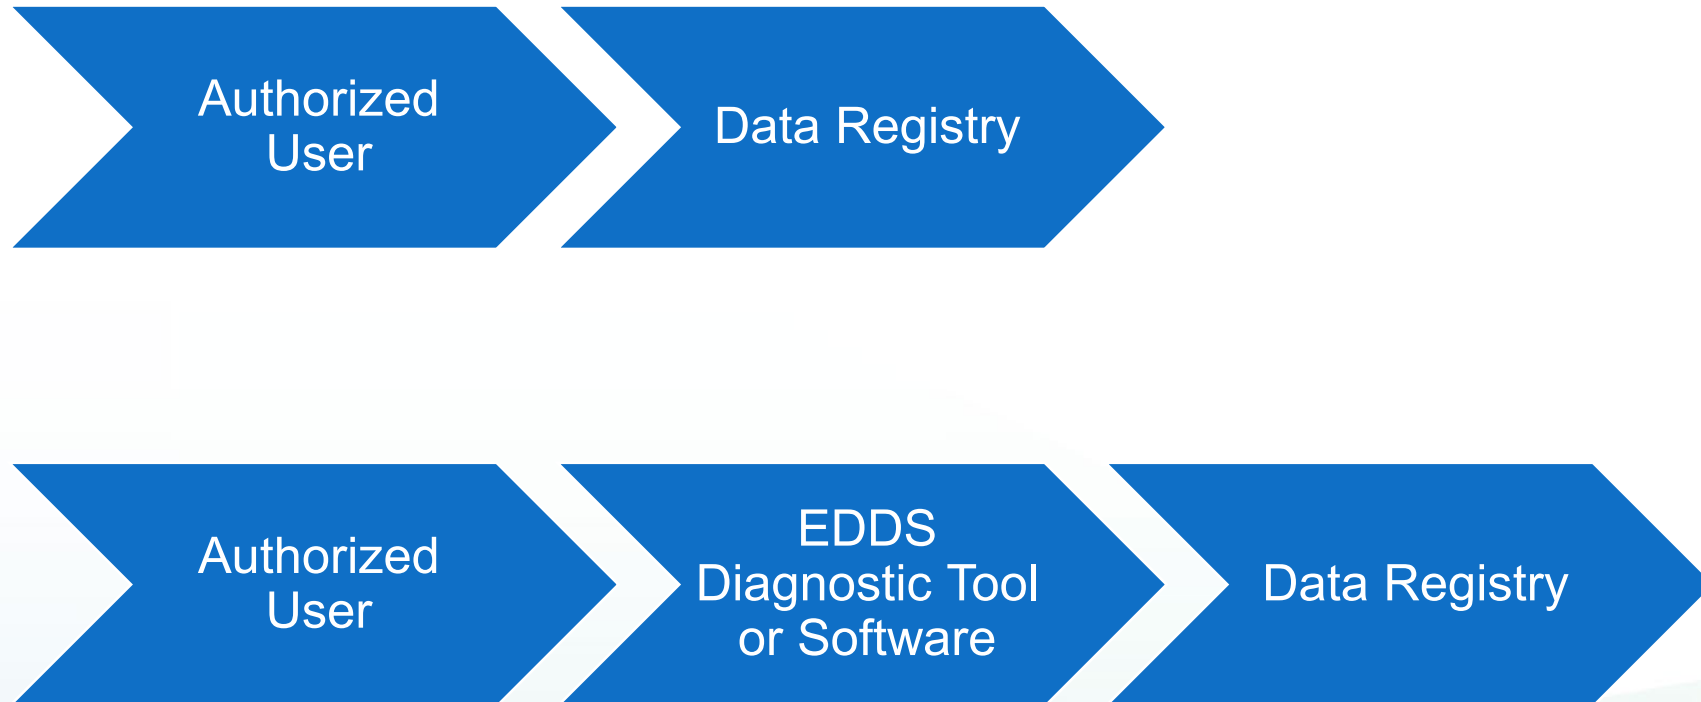 Authorized
User
Data Registry
Authorized
User
EDDS
Diagnostic Tool
or Software
Data Registry